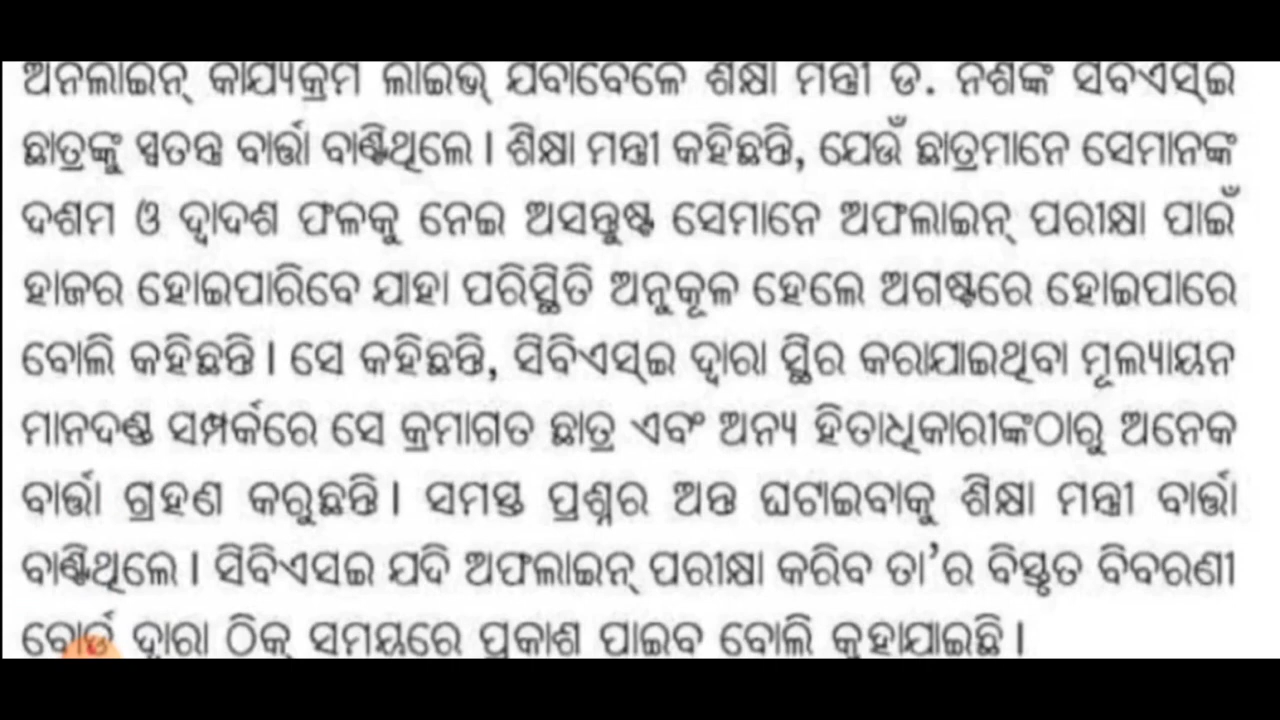 ଅନଲାଇନ୍ କାର୍ଯ୍ୟକ୍ରମ ଲାଇଭ୍ ଯିବାବେଳେ ଶିକ୍ଷା ମନ୍ତ୍ରୀ ଡ. ନିଶଙ୍କ ସିବିଏସ୍ଇ
ଛାତ୍ରଙ୍କୁ ସ୍ୱତନ୍ତ୍ର ବାର୍ତ୍ତା ବାଣ୍ଟିଥିଲେ । ଶିକ୍ଷା ମନ୍ତ୍ରୀ କହିଛନ୍ତି, ଯେଉଁ ଛାତ୍ରମାନେ ସେମାନଙ୍କ
ଦଶମ ଓ ଦ୍ୱାଦଶ ଫଳକୁ ନେଇ ଅସନ୍ତୁଷ୍ଟ ସେମାନେ ଅଫଲାଇନ୍ ପରୀକ୍ଷା ପାଇଁ
ହାଜର ହୋଇପାରିବେ ଯାହା ପରିସ୍ଥିତି ଅନୁକୂଳ ହେଲେ ଅଗଷ୍ଟରେ ହୋଇପାରେ
ବୋଲି କହିଛନ୍ତି । ସେ କହିଛନ୍ତି, ସିବିଏସ୍ଇ ଦ୍ୱାରା ସ୍ଥିର କରାଯାଇଥିବା ମୂଲ୍ୟାୟନ
ମାନଦଣ୍ଡ ସମ୍ପର୍କରେ ସେ କ୍ରମାଗତ ଛାତ୍ର ଏବଂ ଅନ୍ୟ ହିତାଧିକାରୀଙ୍କଠାରୁ ଅନେକ
ବାର୍ତ୍ତା ଗ୍ରହଣ କରୁଛନ୍ତି । ସମସ୍ତ ପ୍ରଶ୍ନର ଅନ୍ତ ଘଟାଇବାକୁ ଶିକ୍ଷା ମନ୍ତ୍ରୀ ବାର୍ତ୍ତା
ବାଣ୍ଟିଥିଲେ । ସିବିଏସଇ ଯଦି ଅଫଲାଇନ୍ ପରୀକ୍ଷା କରିବ ତା'ର ବିସ୍ତୃତ ବିବରଣୀ
ବୋର୍ଡ ଦ୍ୱାରା ଠିକ୍ ସମୟରେ ପ୍ରକାଶ ପାଇବ ବୋଲି କୁହାଯାଇଛି ।